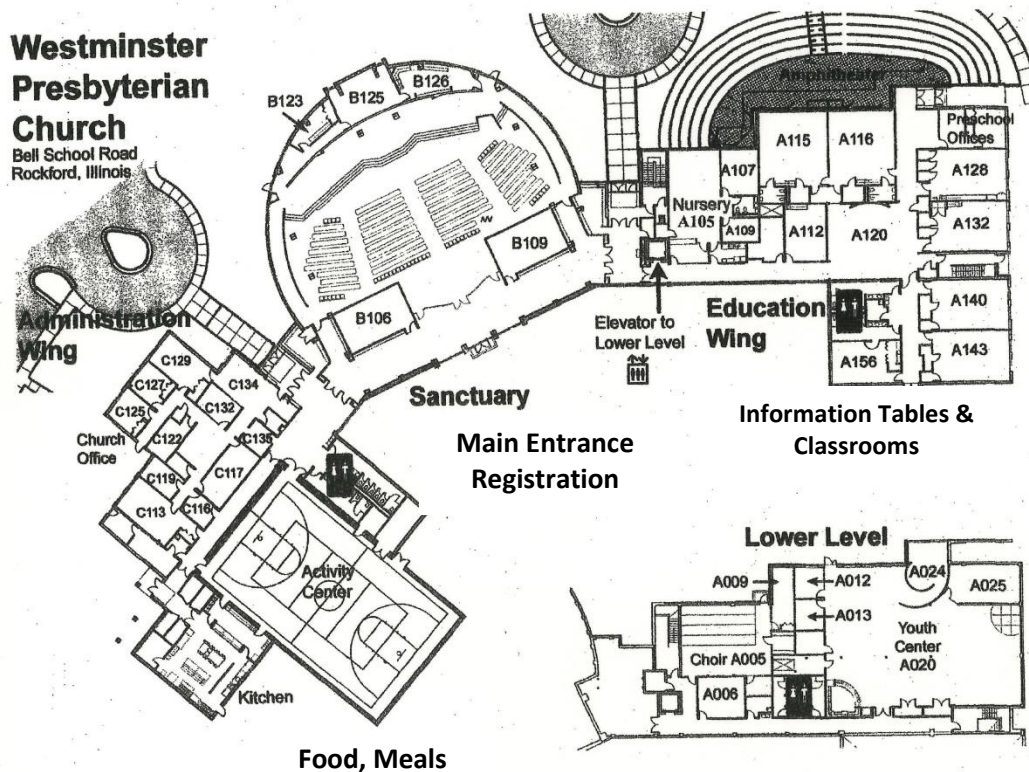 Westminster
Presbyterian
Church
Bell School Road
Rockford, Illinois
B123
B125
B126
B109
B106
Amphitheater
Preschool
Offices
A115
A116
A128
A107
Nursery
A105
A109
A112
A120
A132
A140
A143
A156
Elevator to
Lower Level
Education
Wing
Administration
Wing
Sanctuary
Main Entrance
Registration
Information Tables &
Classrooms
C129
C134
C127
C132
C125
C122
C135
Church
Office
C117
C119
C116
C113
Activity
Center
Kitchen
Food, Meals
Lower Level
A009
A012
A024
A025
A013
Youth
Center
A020
Choir A005
A006